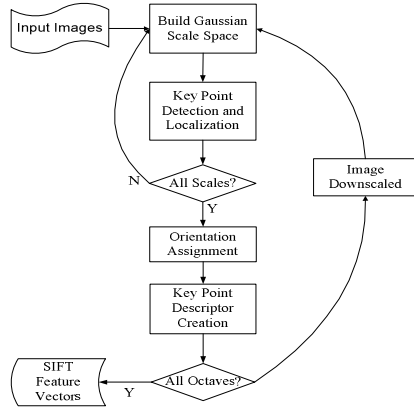 Input Images
Build Gaussian
Scale Space
Key Point
Detection and
Localization
N
All Scales?
Y
Image
Downscaled
Orientation
Assignment
Key Point
Descriptor
Creation
SIFT
Feature
Vectors
Y
All Octaves?